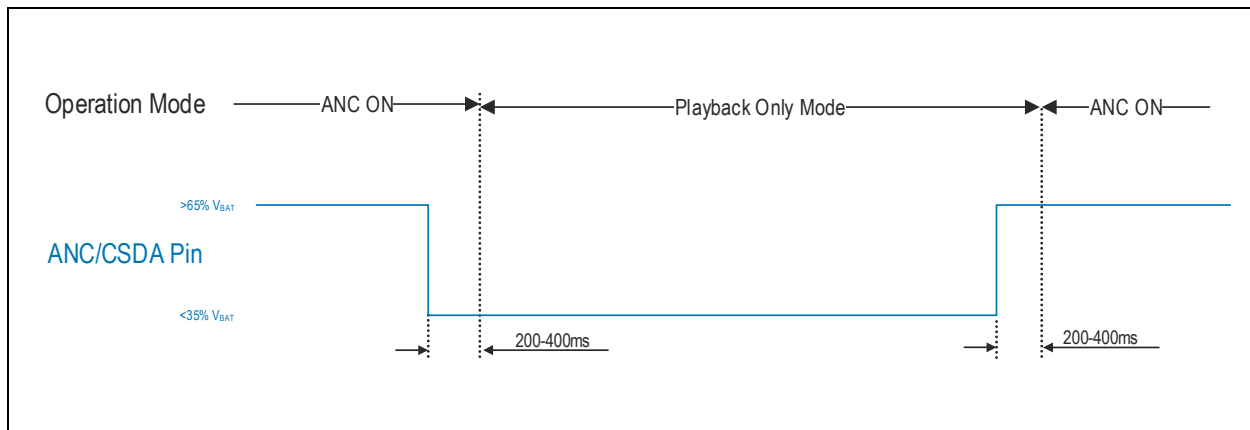 Operation Mode
ANC ON
Playback Only Mode
ANC ON
>65% VBAT
ANC/CSDA Pin
<35% VBAT
200-400ms
200-400ms